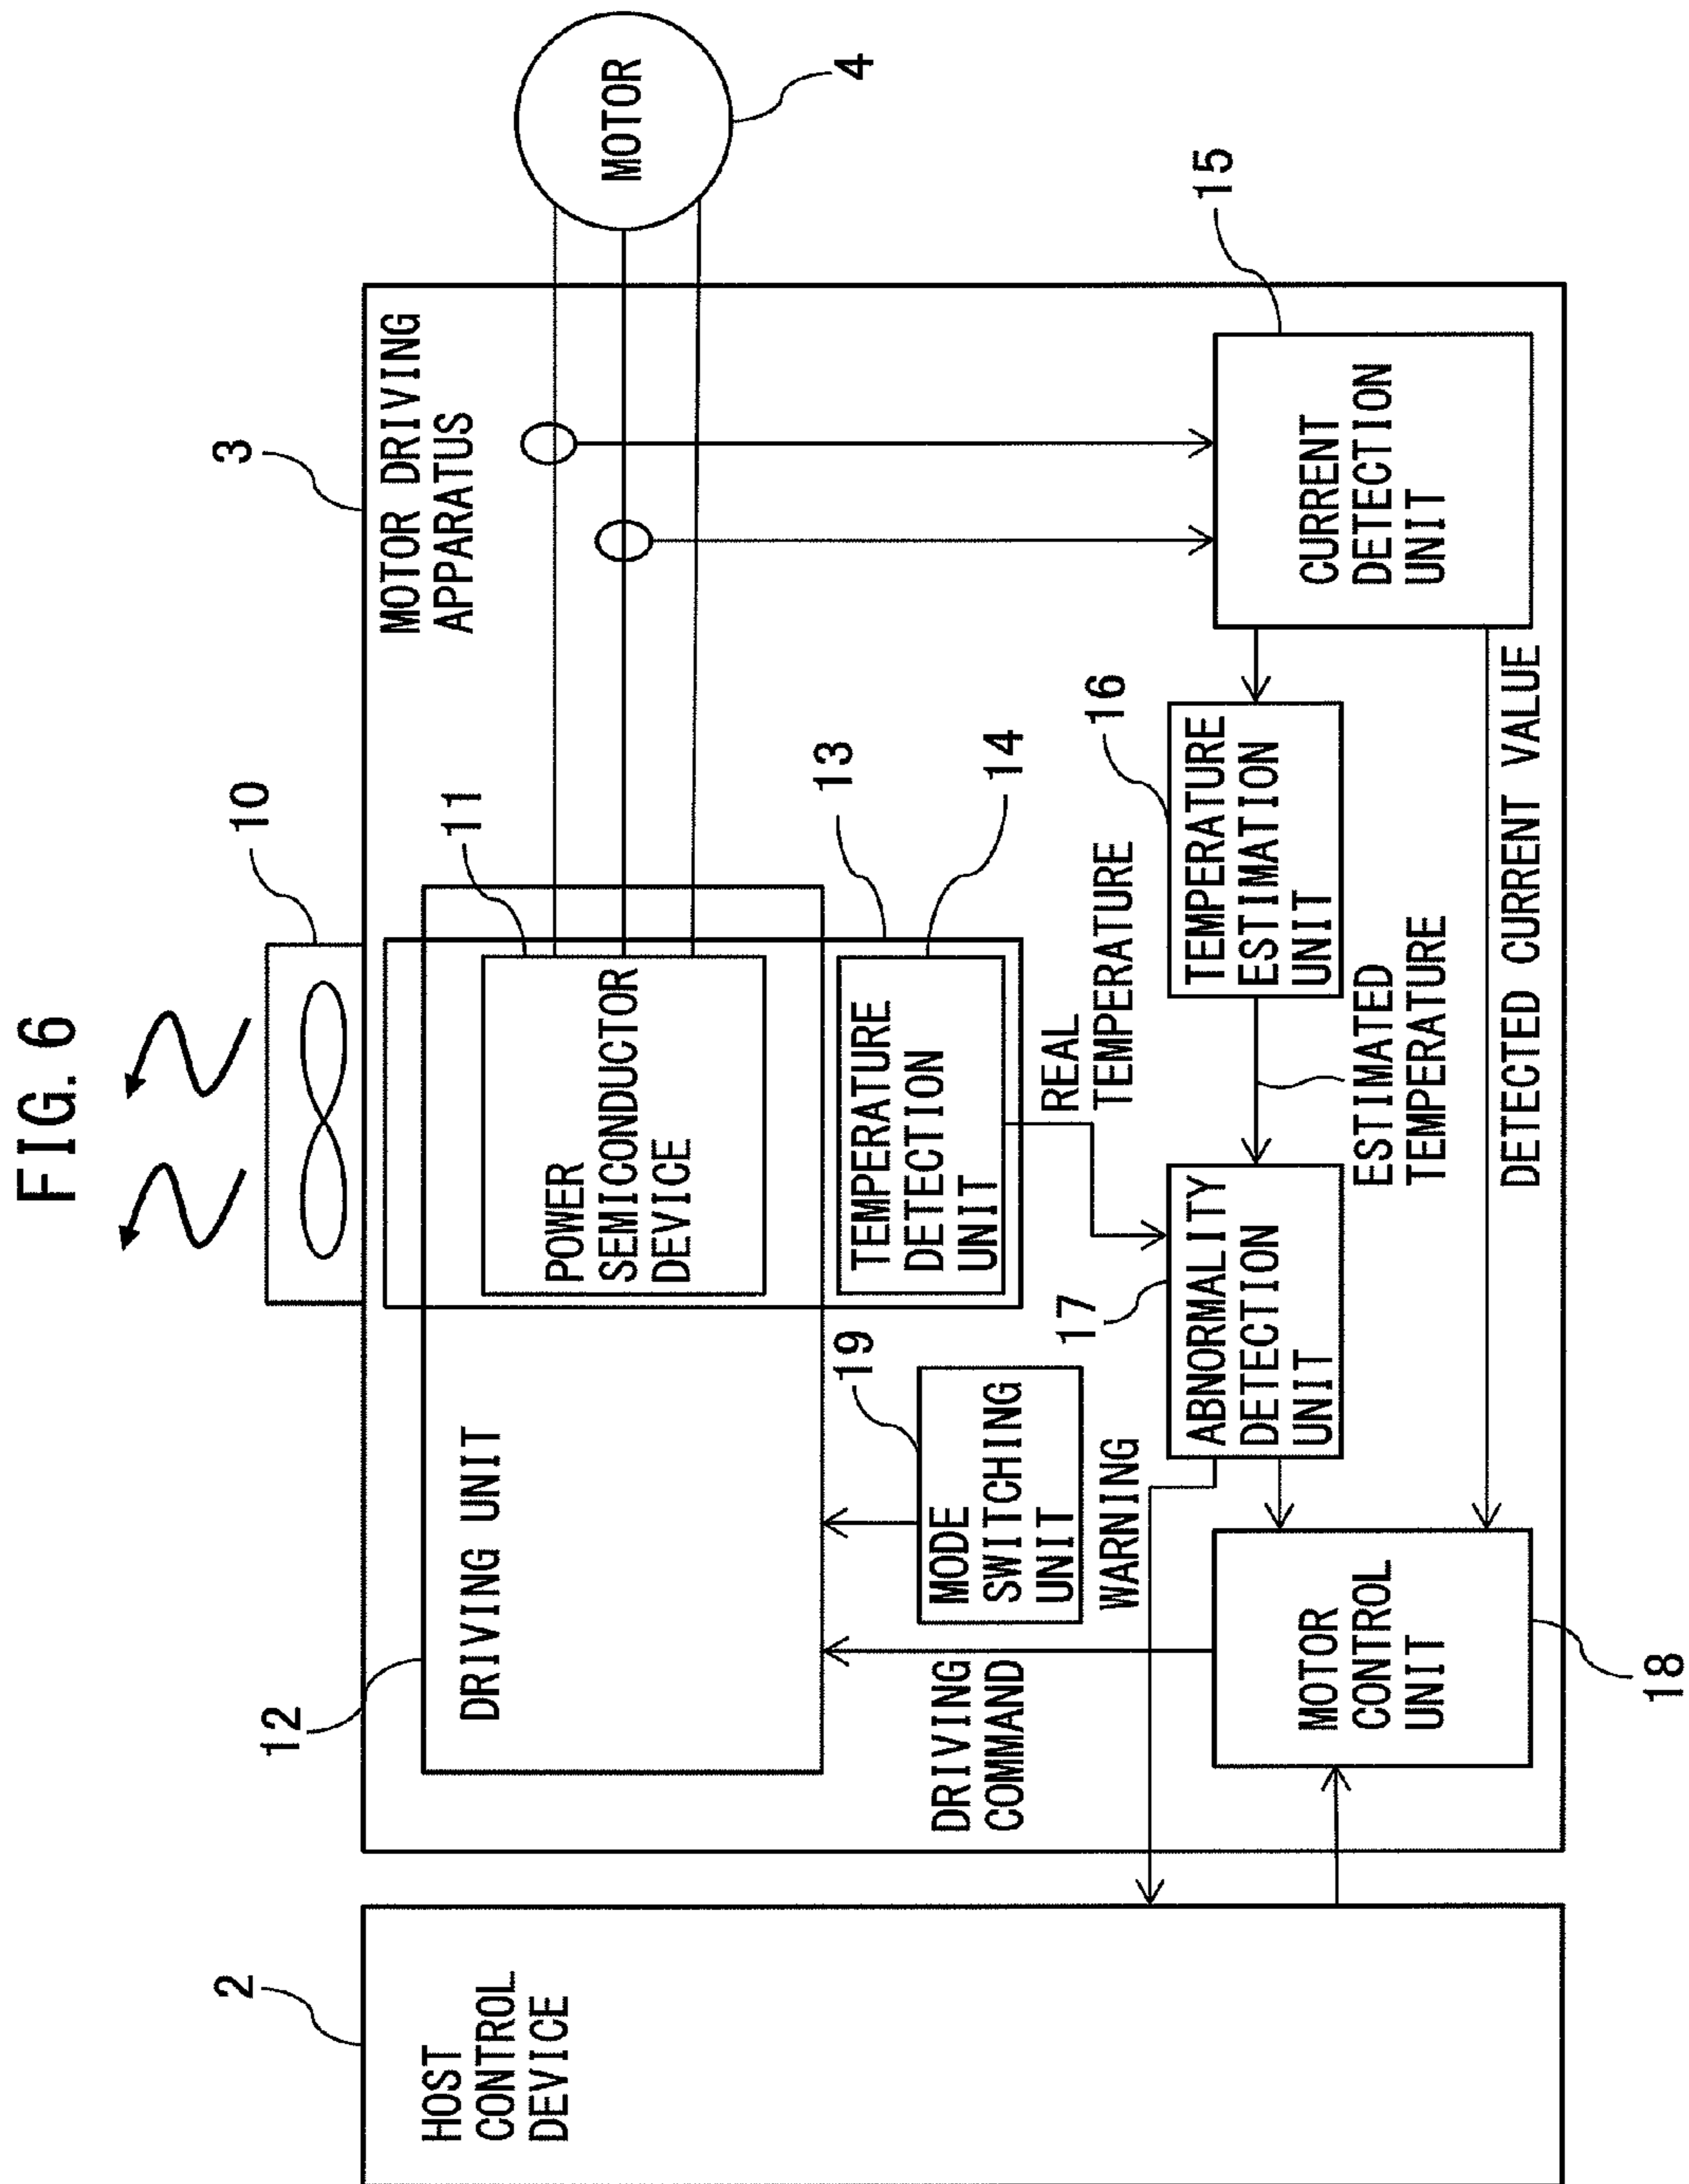 FIG. 6
10
3
MOTOR DRIVING
APPARATUS
2
HOST
CONTROL
DEVICE
12
DRIVING UNIT
11
POWER
SEMICONDUCTOR
DEVICE
MOTOR
4
13
14
TEMPERATURE
DETECTION
UNIT
19
MODE
SWITCHING
UNIT
DRIVING
COMMAND
WARNING
REAL
TEMPERATURE
17
ABNORMALITY
DETECTION
UNIT
16
TEMPERATURE
ESTIMATION
UNIT
ESTIMATED
TEMPERATURE
15
CURRENT
DETECTION
UNIT
DETECTED CURRENT VALUE
MOTOR
CONTROL
UNIT
18